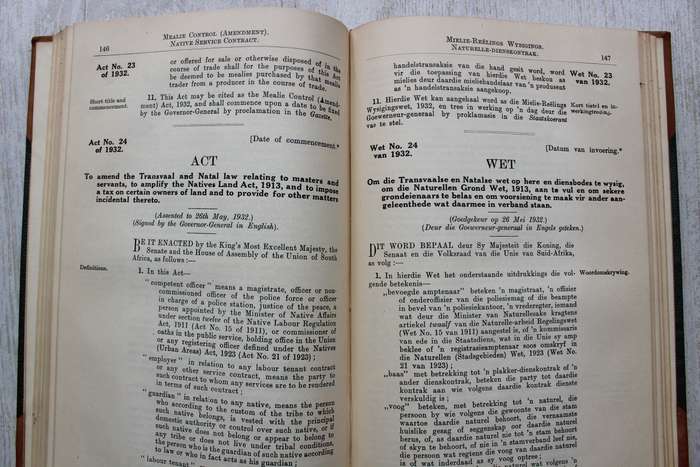 146
MEALIE CONTROL (AMENDMENT).
NATIVE SERVICE CONTRACT.
Act No. 23
of 1932.
or offered for sale or otherwise disposed of in the
course of trade shall for the purposes of this Act
be deemed to be mealies purchased by that mealie
trader from a producer in the course of trade.
Short title and
commencement.
11. This Act may be cited as the Mealie Control (Amend-
ment) Act, 1932, and shall commence upon a date to be fixed
by the Governor-General by proclamation in the Gazette.
Act No. 24
of 1932.
[Date of commencement.*
ACT
To amend the Transvaal and Natal law relating to masters and
servants, to amplify the Natives Land Act, 1913, and to impose
a tax on certain owners of land and to provide for other matters
incidental thereto.
(Assented to 26th May, 1932.)
(Signed by the Governor-General in English).
BE IT ENACTED by the King's Most Excellent Majesty, the
Senate and the House of Assembly of the Union of South
Africa, as follows :—
Definitions.
1. In this Act—
" competent officer " means a magistrate, officer or non-
commissioned officer of the police force or officer
in charge of a police station, justice of the peace, a
person appointed by the Minister of Native Affairs
under section twelve of the Native Labour Regulation
Act, 1911 (Act No. 15 of 1911), or commissioner of
oaths in the public service, holding office in the Union
or any registering officer defined under the Natives
(Urban Areas) Act, 1923 (Act No. 21 of 1923) ;
" employer " in relation to any labour tenant contract
or any other service contract, means the party to
such contract to whom services are to be rendered
in terms of such contract ;
" guardian " in relation to any native, means the person
who according to the custom of the tribe to which
such native belongs, is vested with the principal
domestic authority or control over such native, or if
such native does not belong or appear to belong to
any tribe or does not live under tribal conditions,
the person who is the guardian of such native according
to law or who in fact acts as his guardian ;
" labour tenant "
MIELIE-REËLINGS WYSIGINGS.
NATURELLE-DIENSKONTRAK.
147
handelstransaksies van die hand gesit word, word
vir die toepassing van hierdie Wet beskou as
mielies deur daardie mieliehandelaar van 'n produsent
as 'n handelstransaksie aangekoop.
Wet No. 23
van 1932.
11. Hierdie Wet kan aangehaal word as die Mielie-Reëlings
Wysigingswet, 1932, en tree in werking op 'n dag deur die
Goewerneur-generaal by proklamasie in die Staatskoerant
vas te stel.
Kort titel en in-
werkingtreding.
Wet No. 24
van 1932.
[Datum van invoering.*
WET
Om die Transvaalse en Natalse wet op here en diensbodes te wysig,
om die Naturellen Grond Wet, 1913, aan te vul en om sekere
grondeienaars te belas en om voorsiening te maak vir ander aan-
geleenthede wat daarmee in verband staan.
(Goedgekeur op 26 Mei 1932.)
(Deur die Goewerneur-generaal in Engels geteken.)
DIT WORD BEPAAL deur Sy Majesteit die Koning, die
Senaat en die Volksraad van die Unie van Suid-Afrika,
as volg :—
1. In hierdie Wet het onderstaande uitdrukkings die vol-
gende betekenis—
Woordomskrywing.
„bevoegde amptenaar" beteken 'n magistraat, 'n offisier
of onderoffisier van die polisiemag of die beampte
in bevel van 'n polisiekantoor, 'n vrederegter, iemand
wat deur die Minister van Naturellesake kragtens
artikel twaalf van die Naturelle-arbeid Regelingswet
(Wet No. 15 van 1911) aangestel is, of 'n kommissaris
van ede in die Staatsdiens, wat in die Unie sy amp
beklee of 'n registrasieamptenaar soos omskryf in
die Naturellen (Stadsgebieden) Wet, 1923 (Wet No.
21 van 1923) ;
„baas" met betrekking tot 'n plakker-dienskontrak of 'n
ander dienskontrak, beteken die party tot daardie
kontrak aan wie volgens daardie kontrak dienste
verskuldig is ;
„voog" beteken, met betrekking tot 'n naturel, die
persoon by wie volgens die gewoonte van die stam
waartoe daardie naturel behoort, die vernaamste
huislike gesag of seggenskap oor daardie naturel
berus, of, as daardie naturel nie tot 'n stam behoort
of skyn te behoort, of nie in 'n stamverband leef nie,
of wat inderdaad as sy voog optree ;